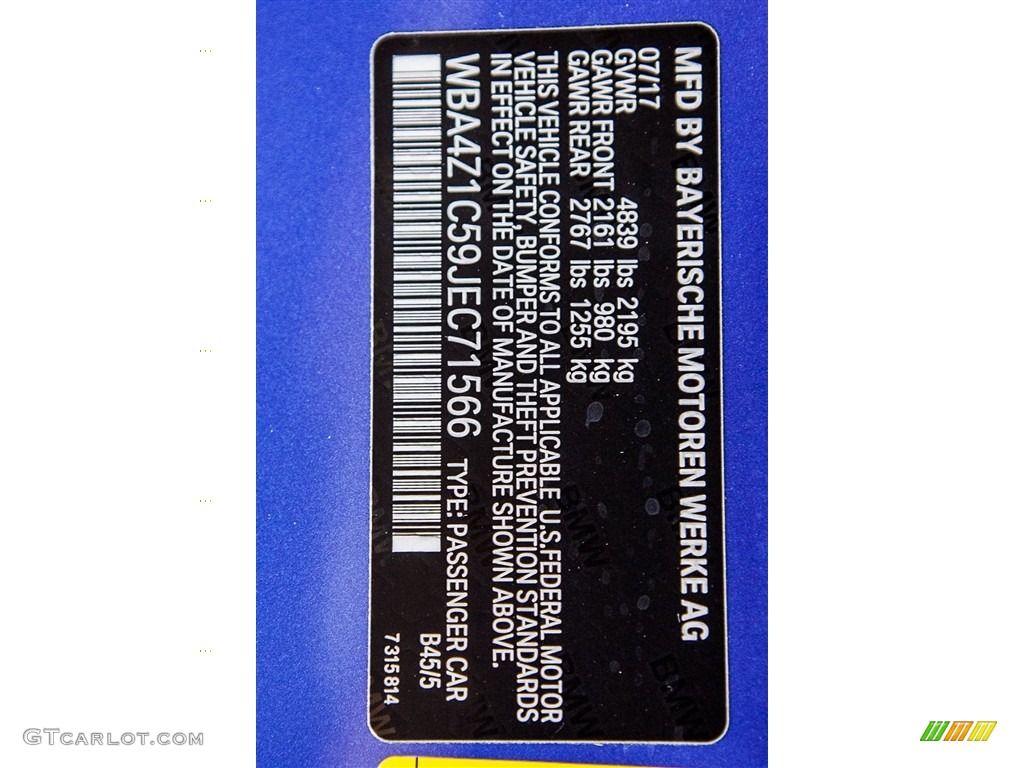 MFD BY BAYERISCHE MOTOREN WERKE AG
07/17
GVWR 4839 lbs 2195 kg
GAWR FRONT 2161 lbs 980 kg
GAWR REAR 2767 lbs 1255 kg
THIS VEHICLE CONFORMS TO ALL APPLICABLE U.S.FEDERAL MOTOR
VEHICLE SAFETY, BUMPER AND THEFT PREVENTION STANDARDS
IN EFFECT ON THE DATE OF MANUFACTURE SHOWN ABOVE.
WBA4Z1C59JEC71566 TYPE: PASSENGER CAR
B45/5
7315814
GTCARLOT.COM